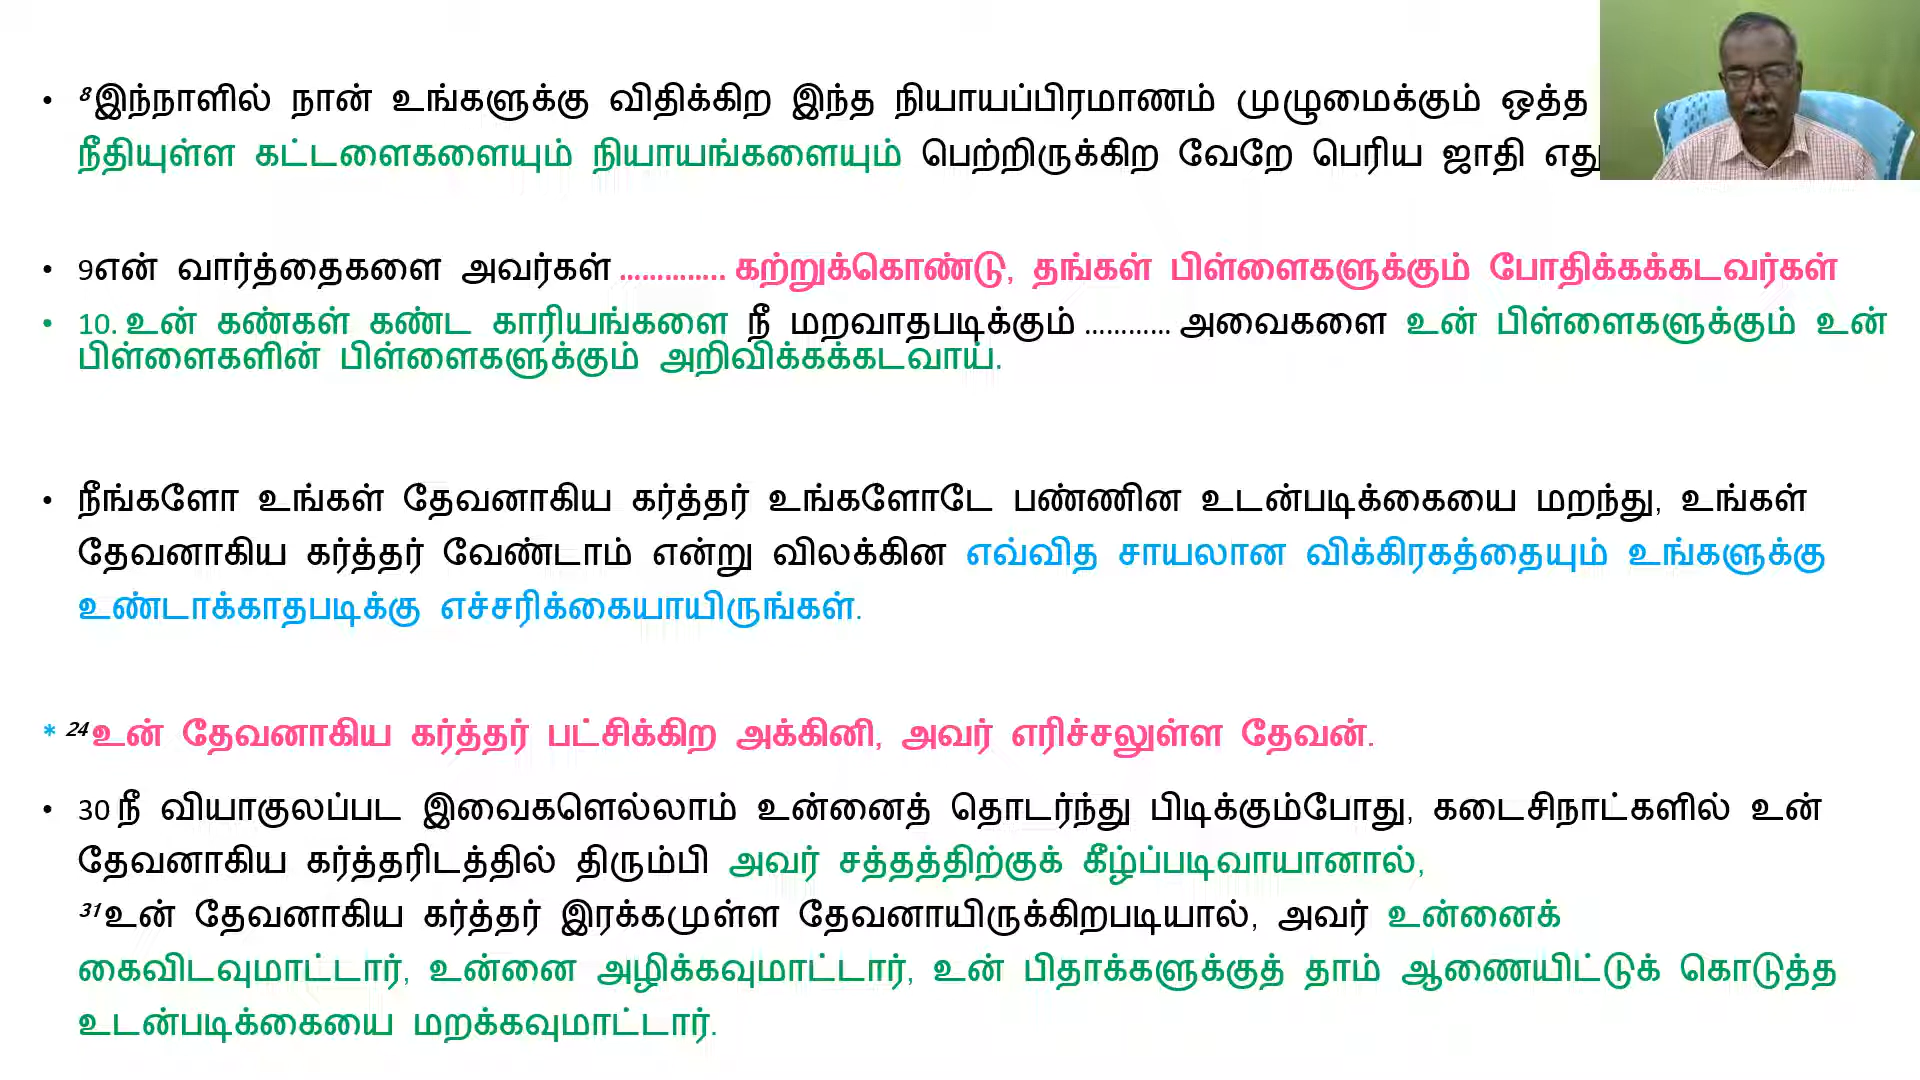 • ⁸இந்நாளில் நான் உங்களுக்கு விதிக்கிற இந்த நியாயப்பிரமாணம் முழுமைக்கும் ஒத்த
நீதியுள்ள கட்டளைகளையும் நியாயங்களையும் பெற்றிருக்கிற வேறே பெரிய ஜாதி எது
• 9என் வார்த்தைகளை அவர்கள் ............. கற்றுக்கொண்டு, தங்கள் பிள்ளைகளுக்கும் போதிக்கக்கடவர்கள்
• 10. உன் கண்கள் கண்ட காரியங்களை நீ மறவாதபடிக்கும் ............ அவைகளை உன் பிள்ளைகளுக்கும் உன்
பிள்ளைகளின் பிள்ளைகளுக்கும் அறிவிக்கக்கடவாய்.
• நீங்களோ உங்கள் தேவனாகிய கர்த்தர் உங்களோடே பண்ணின உடன்படிக்கையை மறந்து, உங்கள்
தேவனாகிய கர்த்தர் வேண்டாம் என்று விலக்கின எவ்வித சாயலான விக்கிரகத்தையும் உங்களுக்கு
உண்டாக்காதபடிக்கு எச்சரிக்கையாயிருங்கள்.
* ²⁴உன் தேவனாகிய கர்த்தர் பட்சிக்கிற அக்கினி, அவர் எரிச்சலுள்ள தேவன்.
• 30 நீ வியாகுலப்பட இவைகளெல்லாம் உன்னைத் தொடர்ந்து பிடிக்கும்போது, கடைசிநாட்களில் உன்
தேவனாகிய கர்த்தரிடத்தில் திரும்பி அவர் சத்தத்திற்குக் கீழ்ப்படிவாயானால்,
³¹உன் தேவனாகிய கர்த்தர் இரக்கமுள்ள தேவனாயிருக்கிறபடியால், அவர் உன்னைக்
கைவிடவுமாட்டார், உன்னை அழிக்கவுமாட்டார், உன் பிதாக்களுக்குத் தாம் ஆணையிட்டுக் கொடுத்த
உடன்படிக்கையை மறக்கவுமாட்டார்.